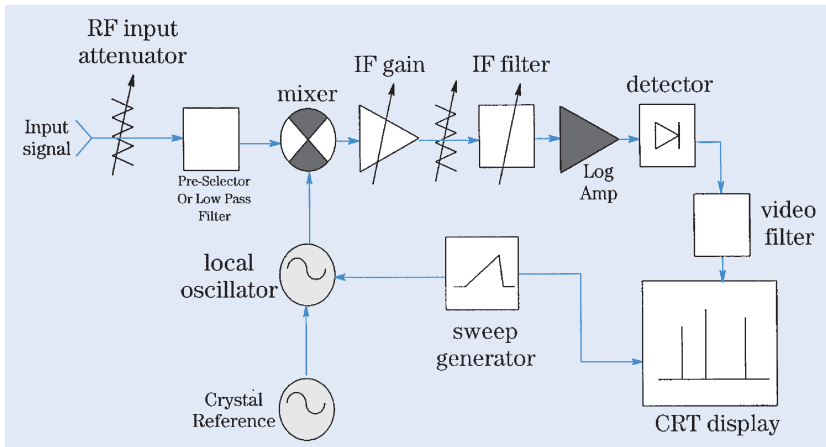 RF input
attenuator
IF gain
IF filter
detector
mixer
Input
signal
Pre-Selector
Or Low Pass
Filter
Log
Amp
video
filter
local
oscillator
sweep
generator
Crystal
Reference
CRT display